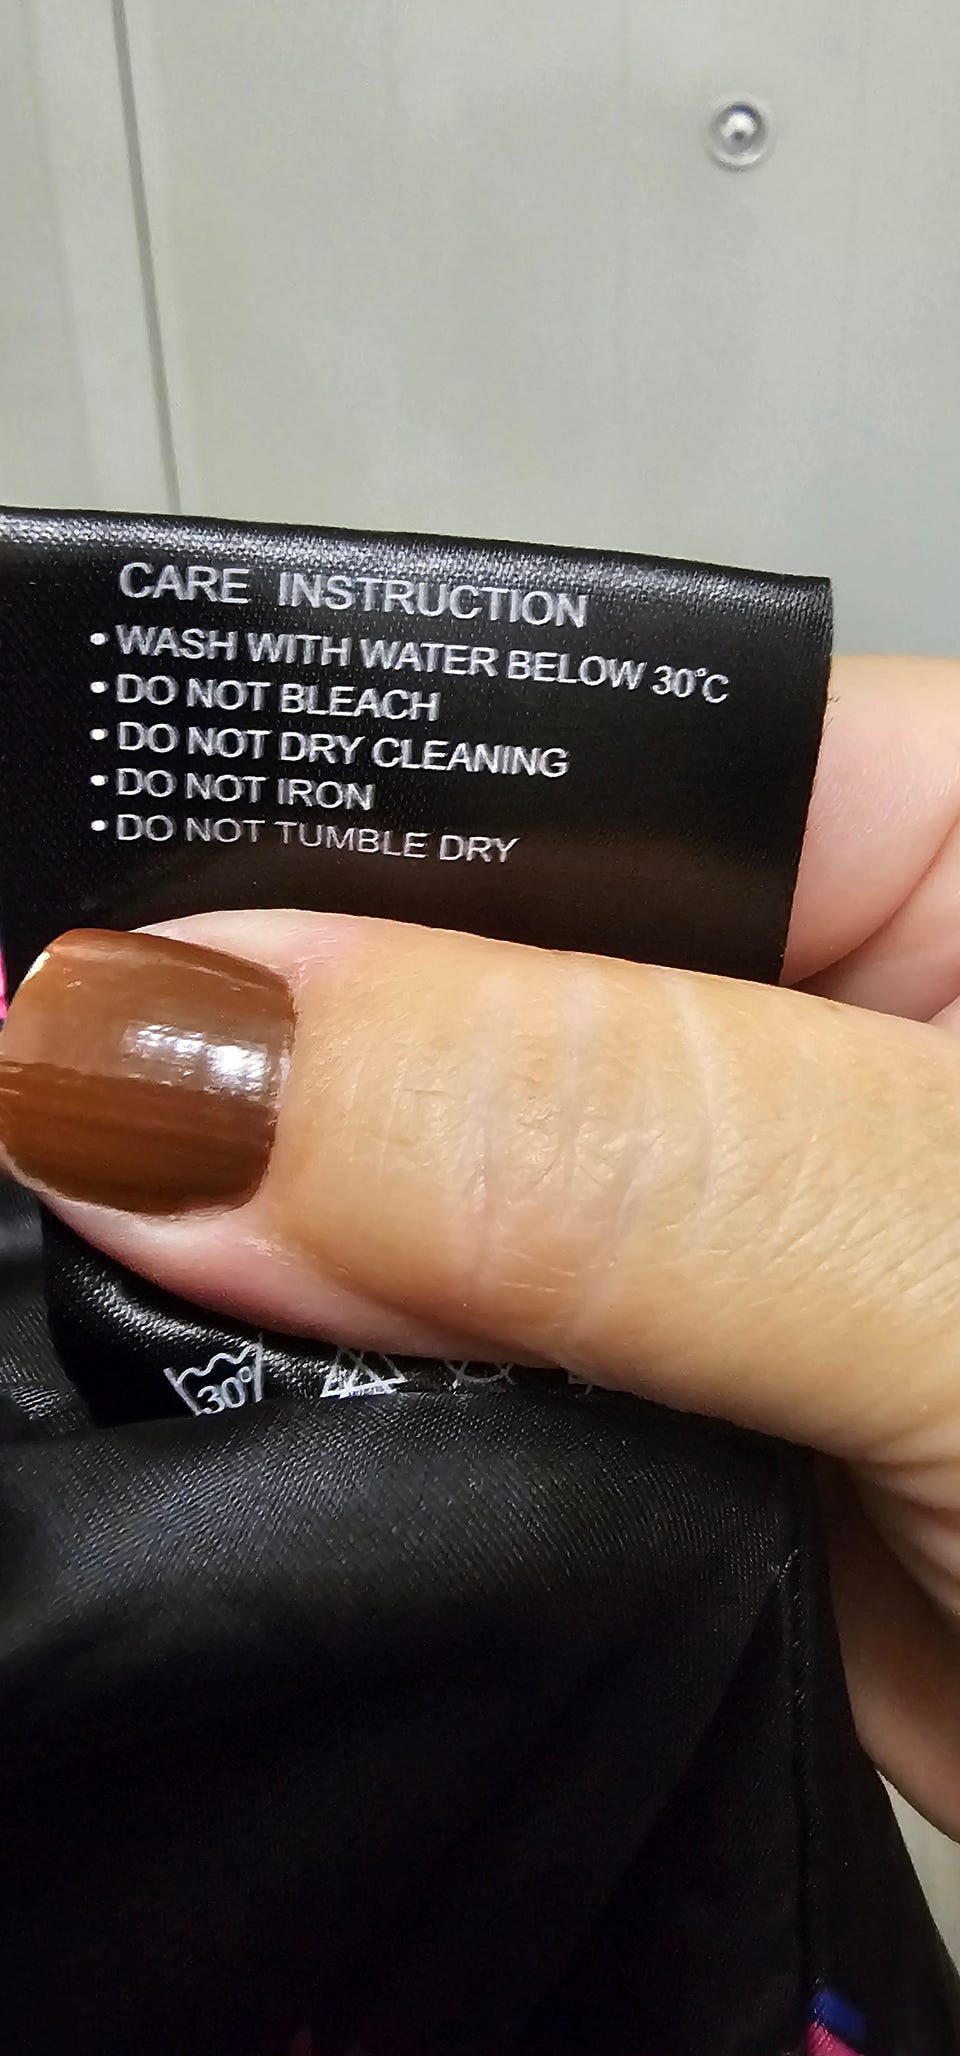 CARE INSTRUCTION
• WASH WITH WATER BELOW 30°C
• DO NOT BLEACH
• DO NOT DRY CLEANING
• DO NOT IRON
• DO NOT TUMBLE DRY
30°